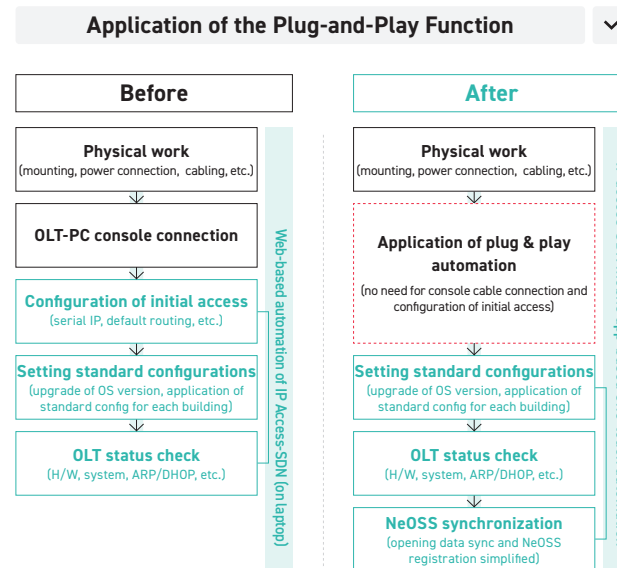 Application of the Plug-and-Play Function
Before
Physical work
(mounting, power connection, cabling, etc.)
OLT-PC console connection
Configuration of initial access
(serial IP, default routing, etc.)
Setting standard configurations
(upgrade of OS version, application of
standard config for each building)
OLT status check
(H/W, system, ARP/DHOP, etc.)
Web-based automation of IP Access-SDN (on laptop)
After
Physical work
(mounting, power connection, cabling, etc.)
Application of plug & play
automation
(no need for console cable connection and
configuration of initial access)
Setting standard configurations
(upgrade of OS version, application of
standard config for each building)
OLT status check
(H/W, system, ARP/DHOP, etc.)
NeOSS synchronization
(opening data sync and NeOSS
registration simplified)